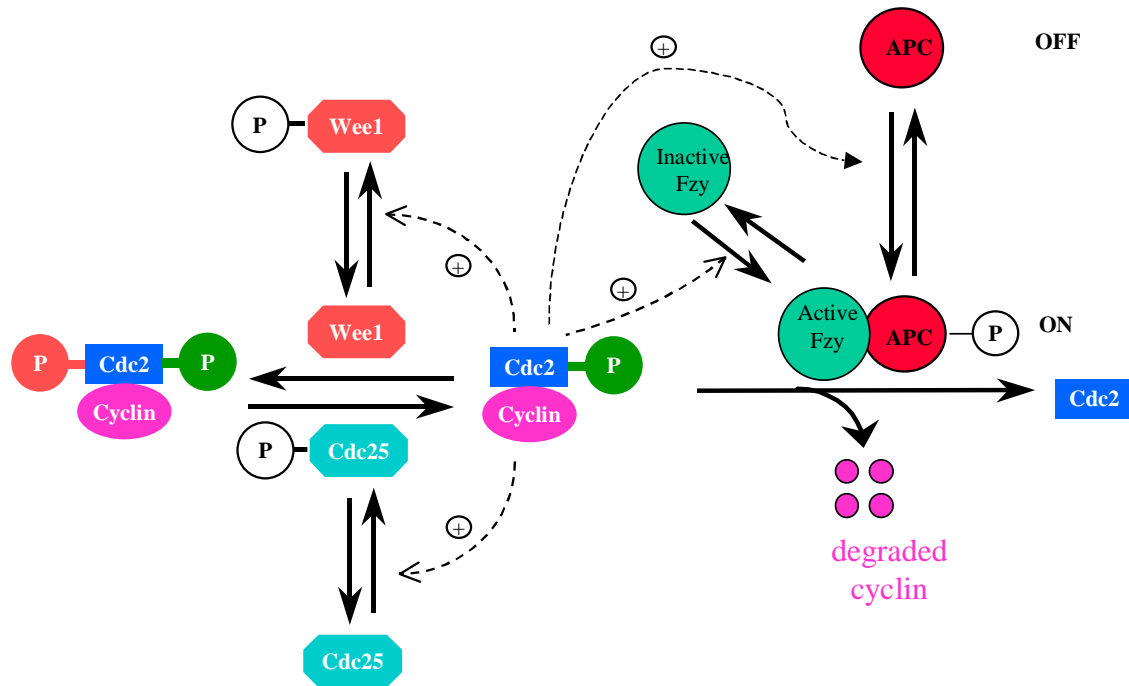 +
APC
OFF
P
Wee1
Inactive
Fzy
+
+
Wee1
Active
Fzy
APC
P
ON
P
Cdc2
P
Cyclin
Cdc2
P
Cyclin
Cdc2
P
Cdc25
+
degraded
cyclin
Cdc25